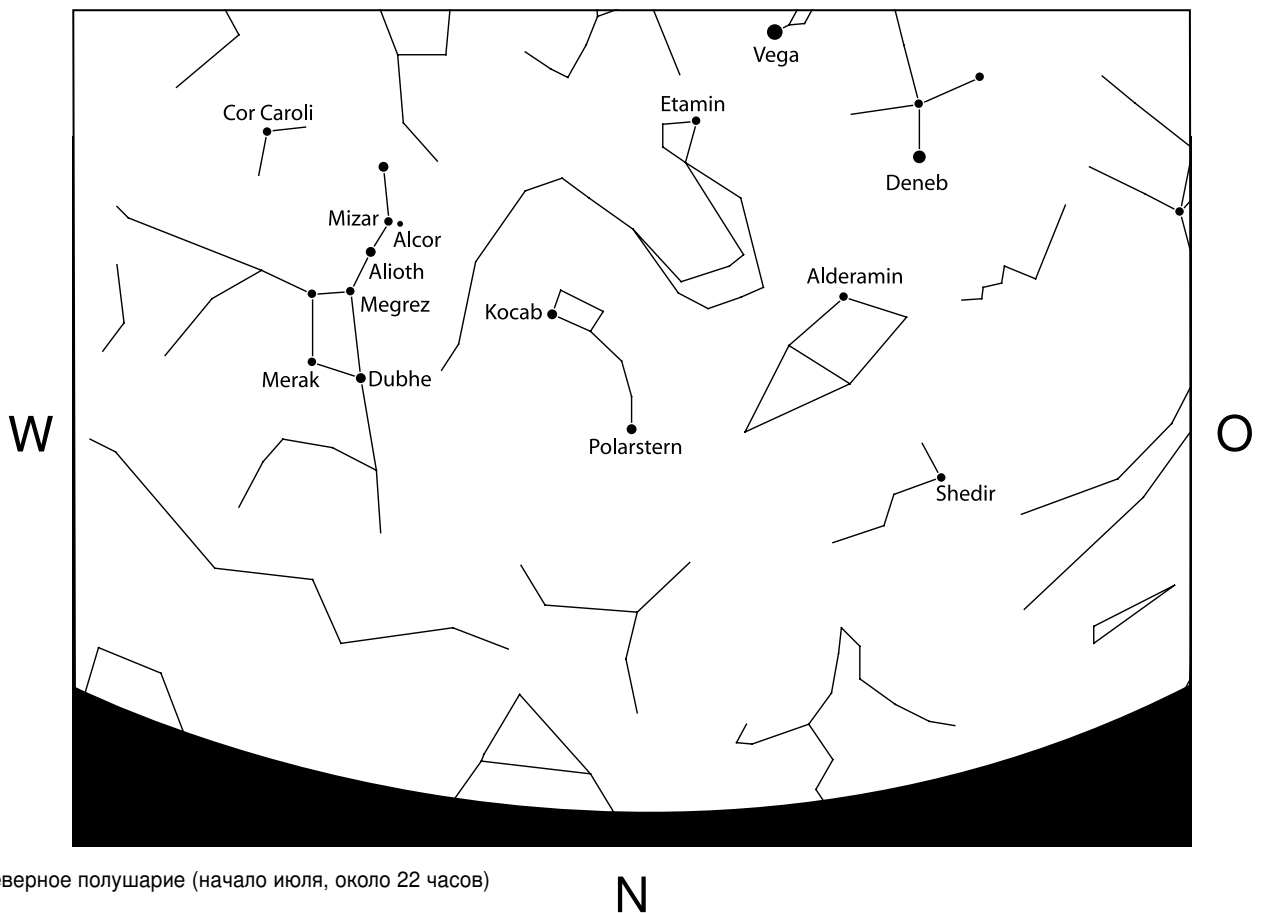 Vega
Etamin
Cor Caroli
Deneb
Mizar
Alcor
Alioth
Alderamin
Megrez
Kocab
Merak
Dubhe
W
O
Polarstern
Shedir
еверное полушарие (начало июля, около 22 часов)
N